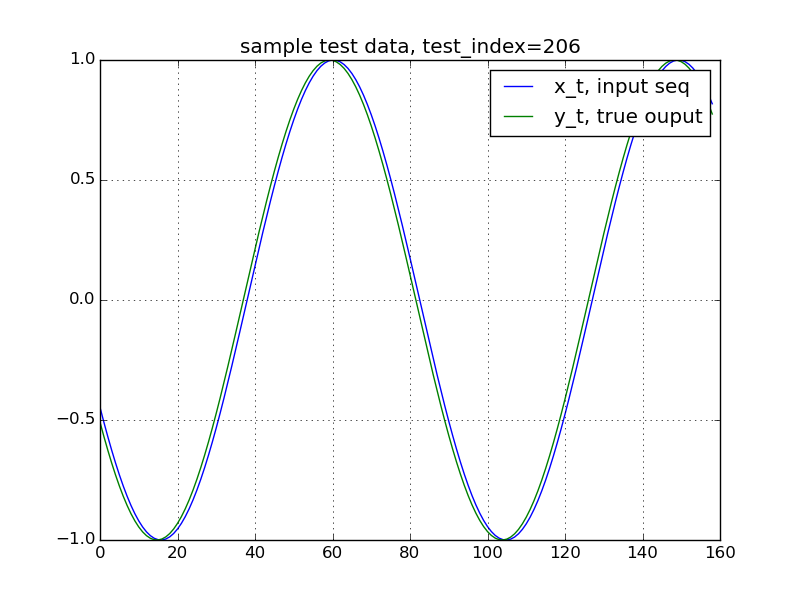 sample test data, test_index=206
x_t, input seq
y_t, true ouput
1.0
0.5
0.0
−0.5
−1.0
0 20 40 60 80 100 120 140 160